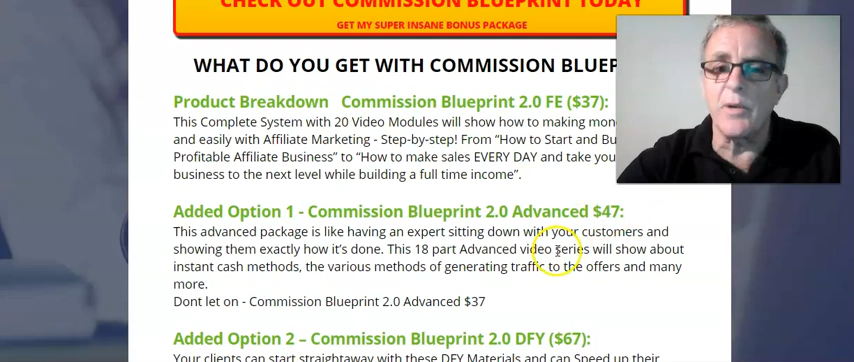 CHECK OUT COMMISSION BLUEPRINT TODAY
GET MY SUPER INSANE BONUS PACKAGE
WHAT DO YOU GET WITH COMMISSION
Product Breakdown Commission Blueprint 2.0 FE ($37):
This Complete System with 20 Video Modules will show how to making
and easily with Affiliate Marketing - Step-by-step! From “How to Start and
Profitable Affiliate Business” to “How to make sales EVERY DAY and take
business to the next level while building a full time income”.
Added Option 1 - Commission Blueprint 2.0 Advanced $47:
This advanced package is like having an expert sitting down with your customers and
showing them exactly how it’s done. This 18 part Advanced video series will show about
instant cash methods, the various methods of generating traffic to the offers and many
more.
Dont let on - Commission Blueprint 2.0 Advanced $37
Added Option 2 – Commission Blueprint 2.0 DFY ($67):
Your clients can start straightaway with these DFY Materials and can Speed up their